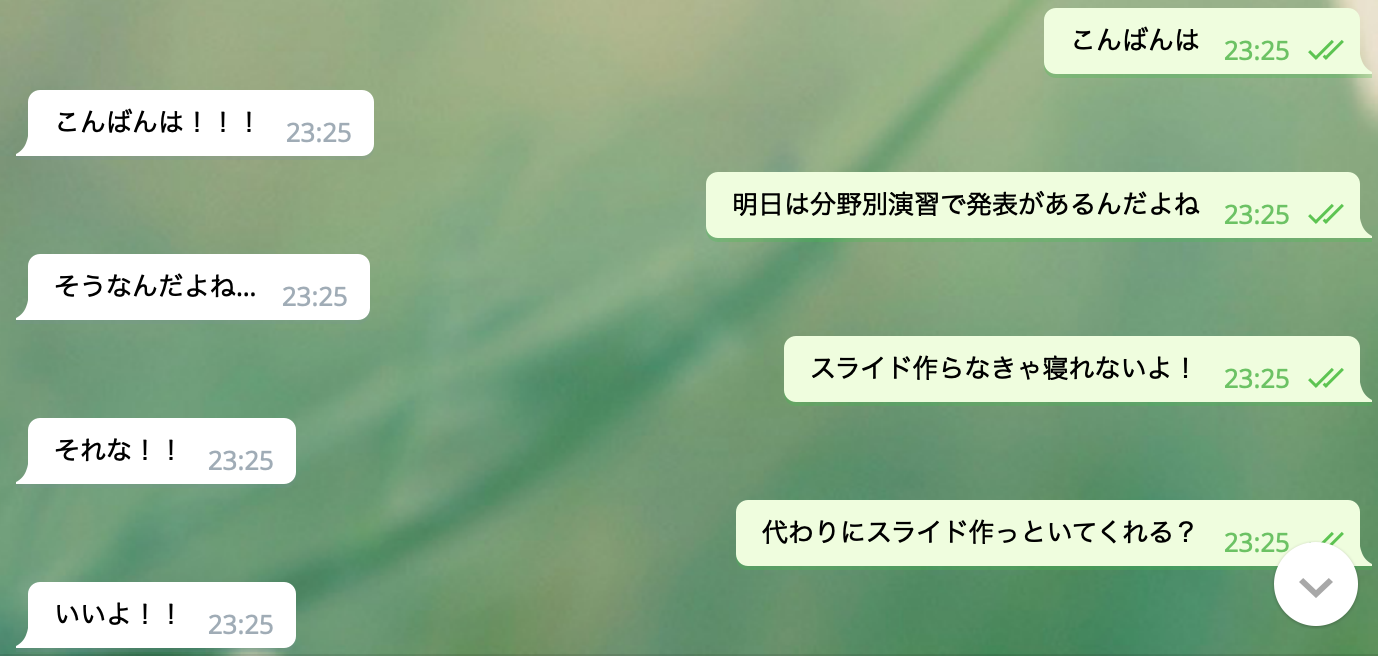 こんばんは 23:25
こんばんは！！！ 23:25
明日は分野別演習で発表があるんだよね 23:25
そうなんだよね... 23:25
スライド作らなきゃ寝れないよ！ 23:25
それな！！ 23:25
代わりにスライド作っといてくれる？ 23:25
いいよ！！ 23:25